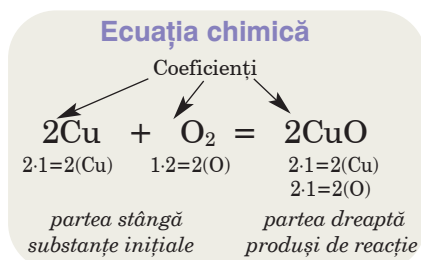 Ecuația chimică
Coeficienți
2Cu + O₂ = 2CuO
2·1=2(Cu) 1·2=2(O) 2·1=2(Cu)
2·1=2(O)
partea stângă partea dreaptă
substanțe inițiale produși de reacție